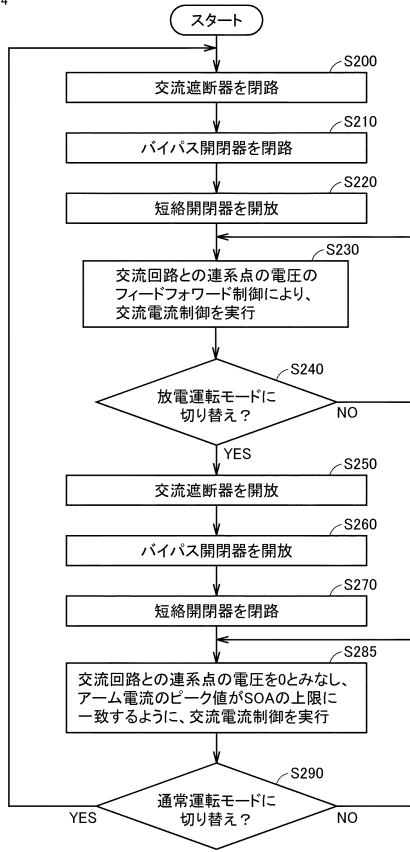 4
スタート
S200
交流遮断器を閉路
S210
バイパス開閉器を閉路
S220
短絡開閉器を開放
S230
交流回路との連系点の電圧の
フィードフォワード制御により、
交流電流制御を実行
S240
放電運転モードに
切り替え?
NO
YES
S250
交流遮断器を開放
S260
バイパス開閉器を開放
S270
短絡開閉器を閉路
S285
交流回路との連系点の電圧を0とみなし、
アーム電流のピーク値がSOAの上限に
一致するように、交流電流制御を実行
S290
通常運転モードに
切り替え?
YES
NO